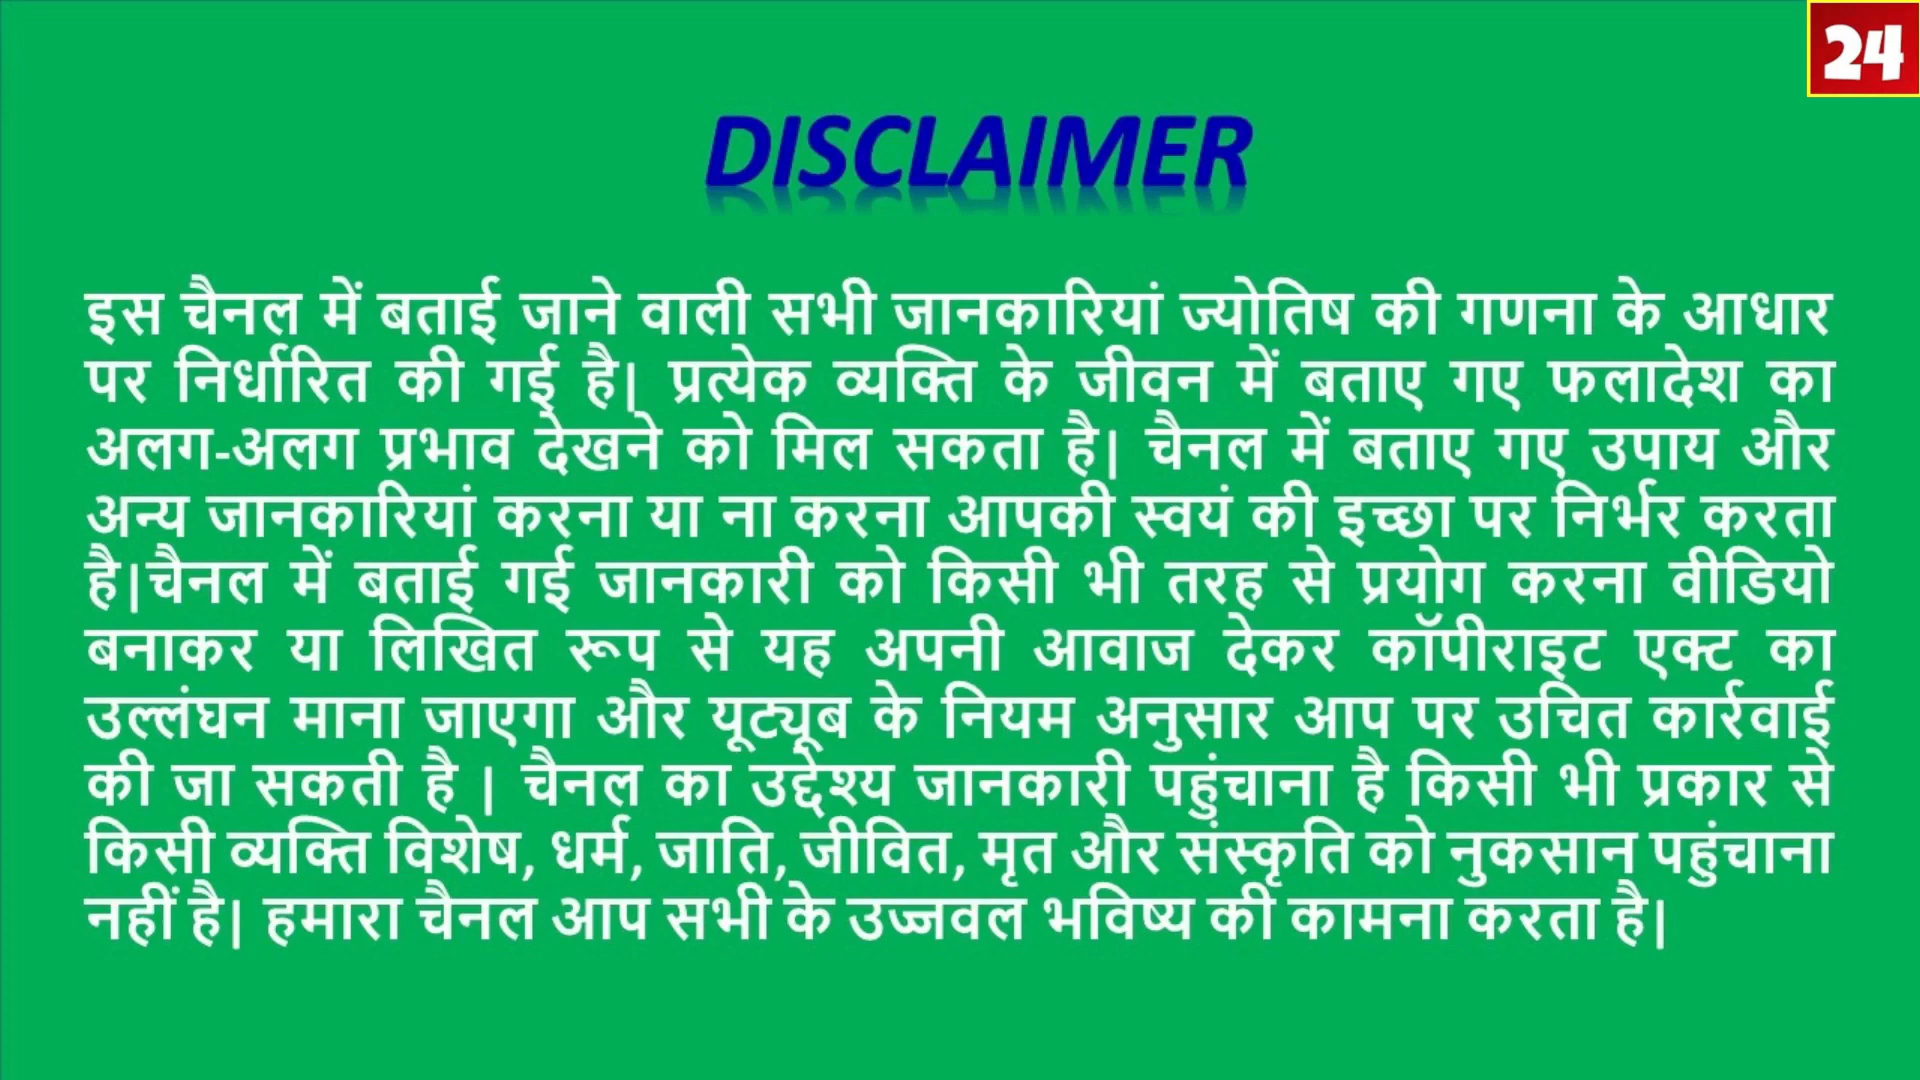 24
DISCLAIMER
इस चैनल में बताई जाने वाली सभी जानकारियां ज्योतिष की गणना के आधार
पर निर्धारित की गई है| प्रत्येक व्यक्ति के जीवन में बताए गए फलादेश का
अलग-अलग प्रभाव देखने को मिल सकता है| चैनल में बताए गए उपाय और
अन्य जानकारियां करना या ना करना आपकी स्वयं की इच्छा पर निर्भर करता
है|चैनल में बताई गई जानकारी को किसी भी तरह से प्रयोग करना वीडियो
बनाकर या लिखित रूप से यह अपनी आवाज देकर कॉपीराइट एक्ट का
उल्लंघन माना जाएगा और यूट्यूब के नियम अनुसार आप पर उचित कार्रवाई
की जा सकती है | चैनल का उद्देश्य जानकारी पहुंचाना है किसी भी प्रकार से
किसी व्यक्ति विशेष, धर्म, जाति, जीवित, मृत और संस्कृति को नुकसान पहुंचाना
नहीं है| हमारा चैनल आप सभी के उज्जवल भविष्य की कामना करता है|